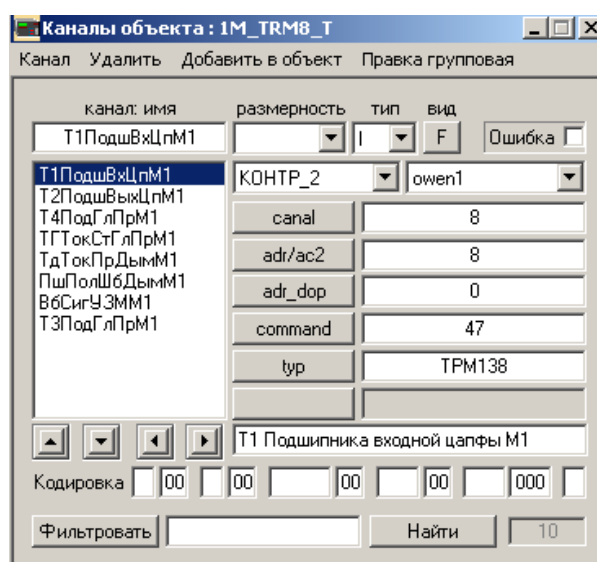 Каналы объекта : 1M_TRM8_T
Канал Удалить Добавить в объект Правка групповая
канал: имя размерность тип вид
Т1ПодшВхЦпМ1 I F Ошибка
Т1ПодшВхЦпМ1 КОНТР_2 owen1
Т2ПодшВыхЦпМ1
Т4ПодГлПрМ1 canal 8
ТГТокСтГлПрМ1
ТдТокПрДымМ1 adr/ac2 8
ПшПолШбДымМ1
ВбСигУЗММ1 adr_dop 0
Т3ПодГлПрМ1
command 47
typ ТРМ138
Т1 Подшипника входной цапфы М1
Кодировка 00 00 00 00 000
Фильтровать Найти 10